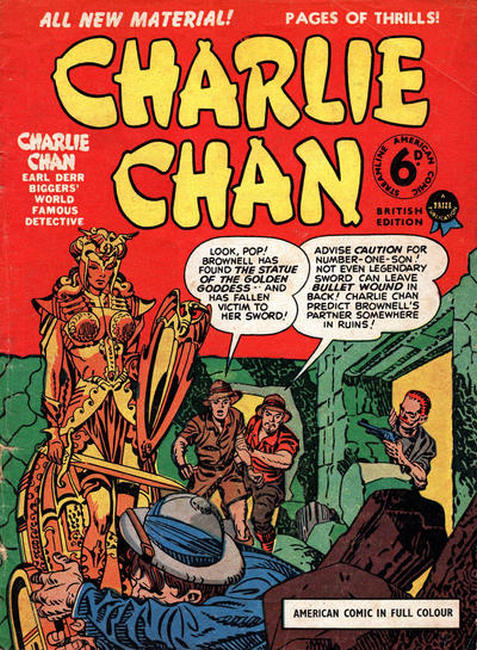 ALL NEW MATERIAL!
PAGES OF THRILLS!
CHARLIE
CHAN
CHARLIE
CHAN
EARL DERR
BIGGERS'
WORLD
FAMOUS
DETECTIVE
STREAMLINE AMERICAN COMIC
6D.
BRITISH
EDITION
A
PRIZE
PUBLICATION
LOOK, POP!
BROWNELL HAS
FOUND THE STATUE
OF THE GOLDEN
GODDESS-- AND
HAS FALLEN
VICTIM TO
HER SWORD!
ADVISE CAUTION FOR
NUMBER-ONE-SON!
NOT EVEN LEGENDARY
SWORD CAN LEAVE
BULLET WOUND IN
BACK! CHARLIE CHAN
PREDICT BROWNELL'S
PARTNER SOMEWHERE
IN RUINS!
AMERICAN COMIC IN FULL COLOUR